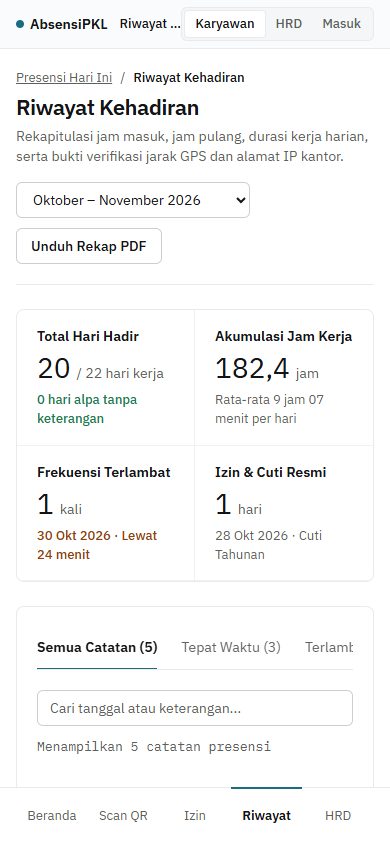 AbsensiPKL Riwayat ... Karyawan HRD Masuk
Presensi Hari Ini / Riwayat Kehadiran
Riwayat Kehadiran
Rekapitulasi jam masuk, jam pulang, durasi kerja harian,
serta bukti verifikasi jarak GPS dan alamat IP kantor.
Oktober – November 2026
Unduh Rekap PDF
Total Hari Hadir
20 / 22 hari kerja
0 hari alpa tanpa
keterangan
Akumulasi Jam Kerja
182,4 jam
Rata-rata 9 jam 07
menit per hari
Frekuensi Terlambat
1 kali
30 Okt 2026 · Lewat
24 menit
Izin & Cuti Resmi
1 hari
28 Okt 2026 · Cuti
Tahunan
Semua Catatan (5) Tepat Waktu (3) Terlamb
Cari tanggal atau keterangan...
Menampilkan 5 catatan presensi
Beranda Scan QR Izin Riwayat HRD